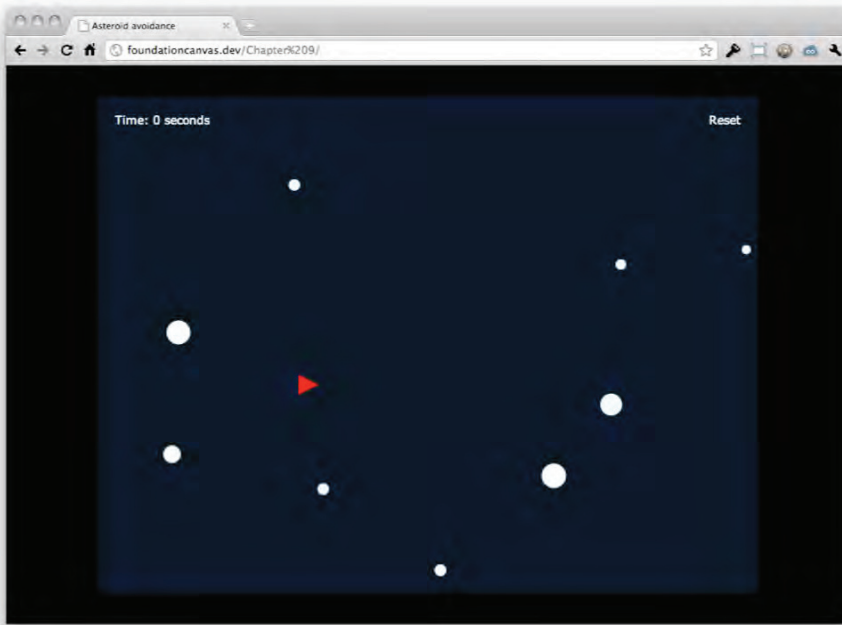 Asteroid avoidance
foundationcanvas.dev/Chapter%209/
Time: 0 seconds
Reset